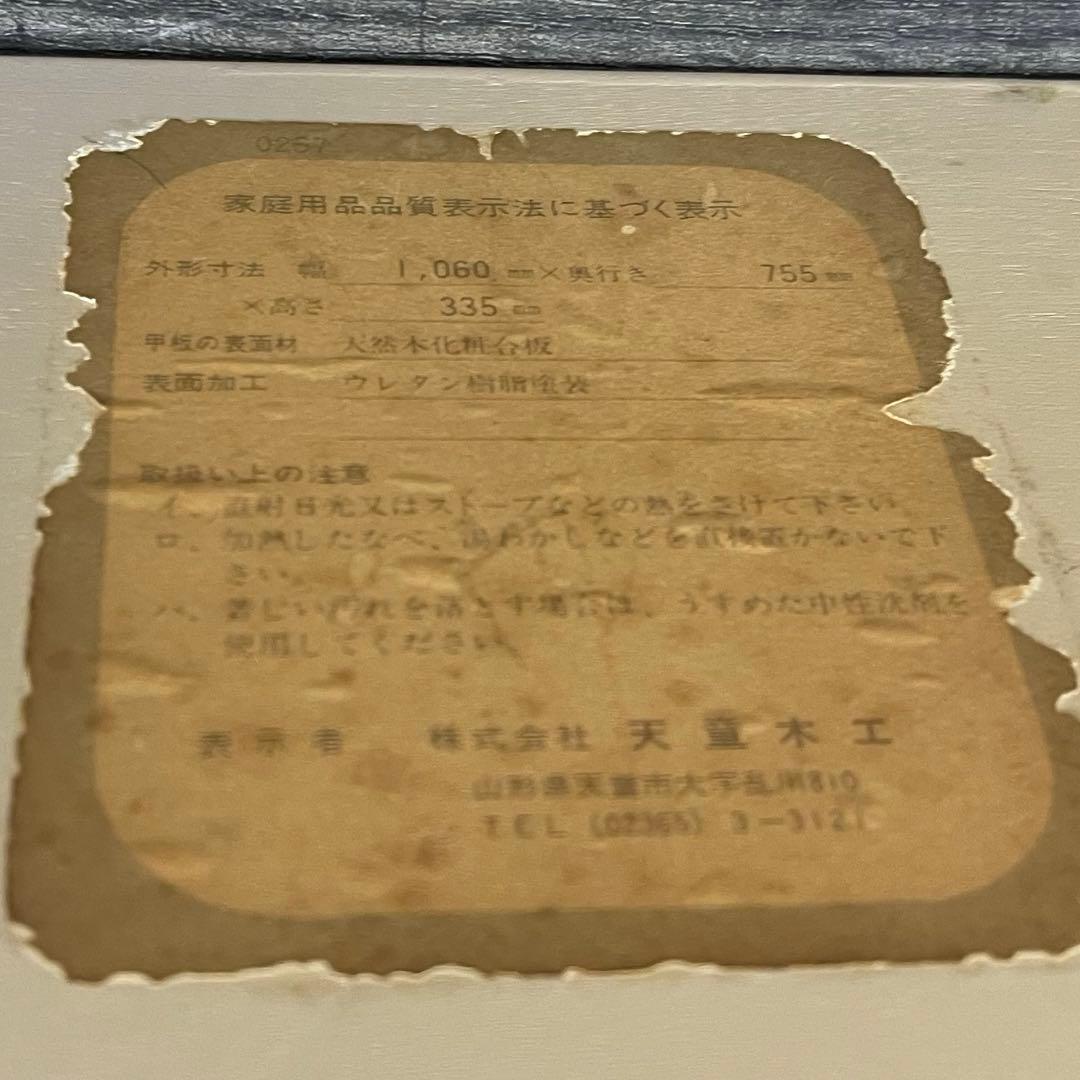 0267
家庭用品品質表示法に基づく表示
外形寸法 幅 1,060 mm×奥行き 755 mm
×高さ 335 mm
甲板の表面材 天然木化粧合板
表面加工 ウレタン樹脂塗装
取扱い上の注意
イ、直射日光又はストーブなどの熱をさけて下さい
ロ、加熱したなべ、湯わかしなどを直接置かないで下
さい。
ハ、著しい汚れを落とす場合は、うすめた中性洗剤を
使用してください。
表示者 株式会社 天童木工
山形県天童市大字乱川810
TEL (02365) 3-3121